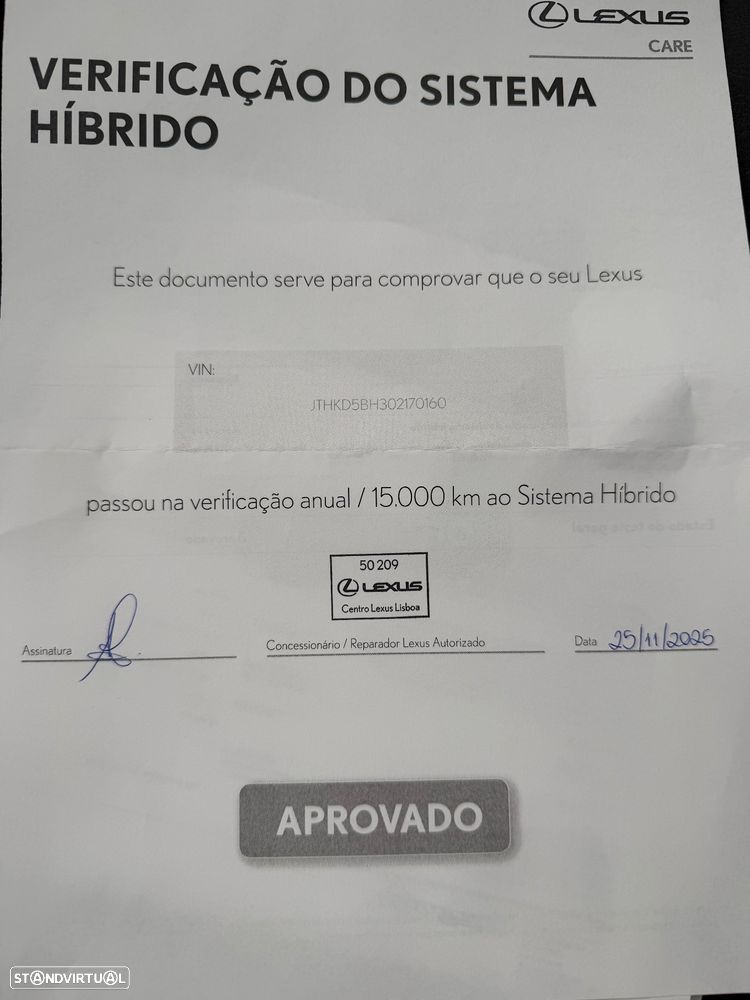 LEXUS
CARE
VERIFICAÇÃO DO SISTEMA
HÍBRIDO
Este documento serve para comprovar que o seu Lexus
VIN:
JTHKD5BH302170160
passou na verificação anual / 15.000 km ao Sistema Híbrido
50 209
LEXUS
Centro Lexus Lisboa
Assinatura
Concessionário / Reparador Lexus Autorizado
Data 25/11/2025
APROVADO
STANDVIRTUAL